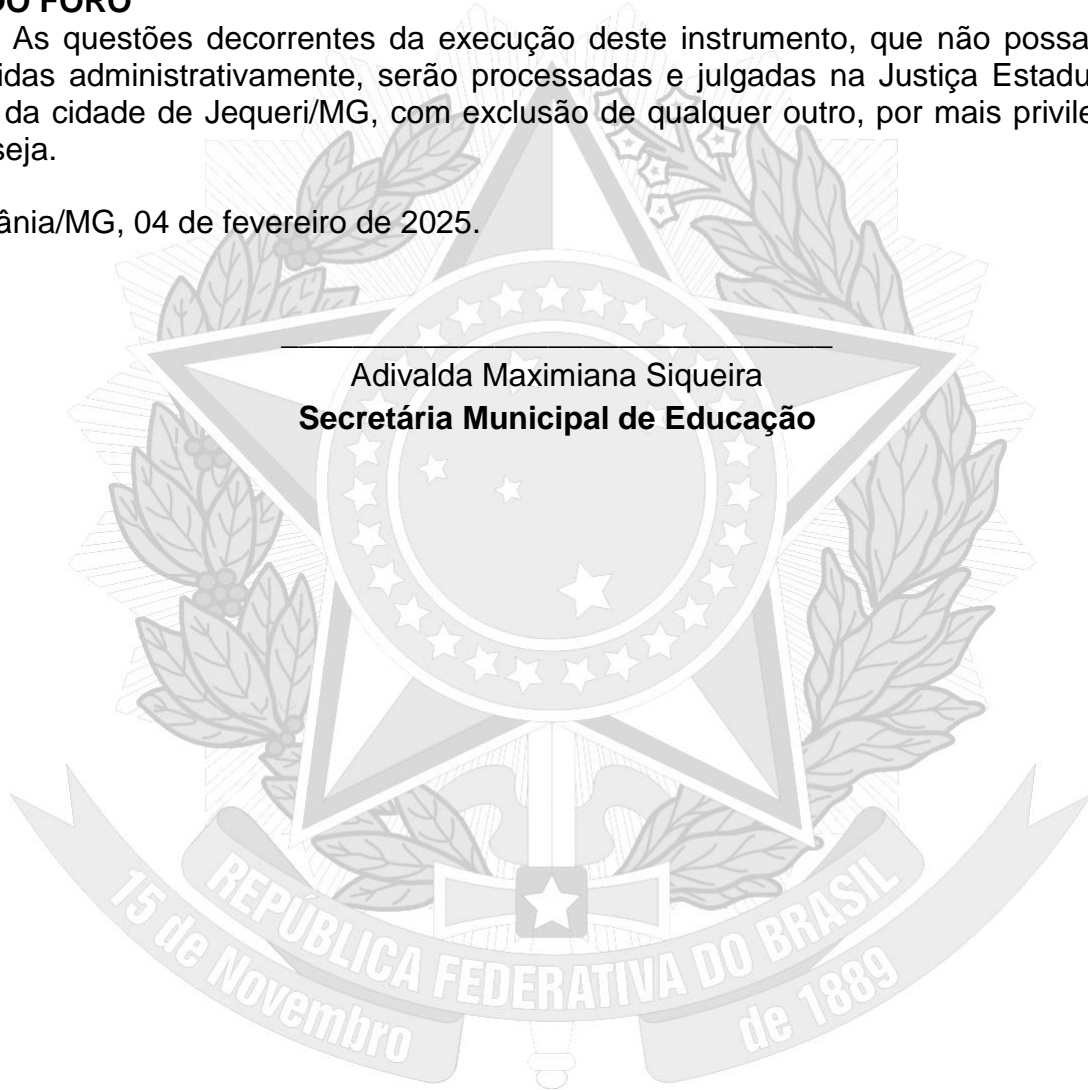 DO FORO
As questões decorrentes da execução deste instrumento, que não possa
idas administrativamente, serão processadas e julgadas na Justiça Estadu
da cidade de Jequeri/MG, com exclusão de qualquer outro, por mais privile
seja.
ânia/MG, 04 de fevereiro de 2025.
Adivalda Maximiana Siqueira
Secretária Municipal de Educação
REPÚBLICA FEDERATIVA DO BRASIL
15 de Novembro de 1889